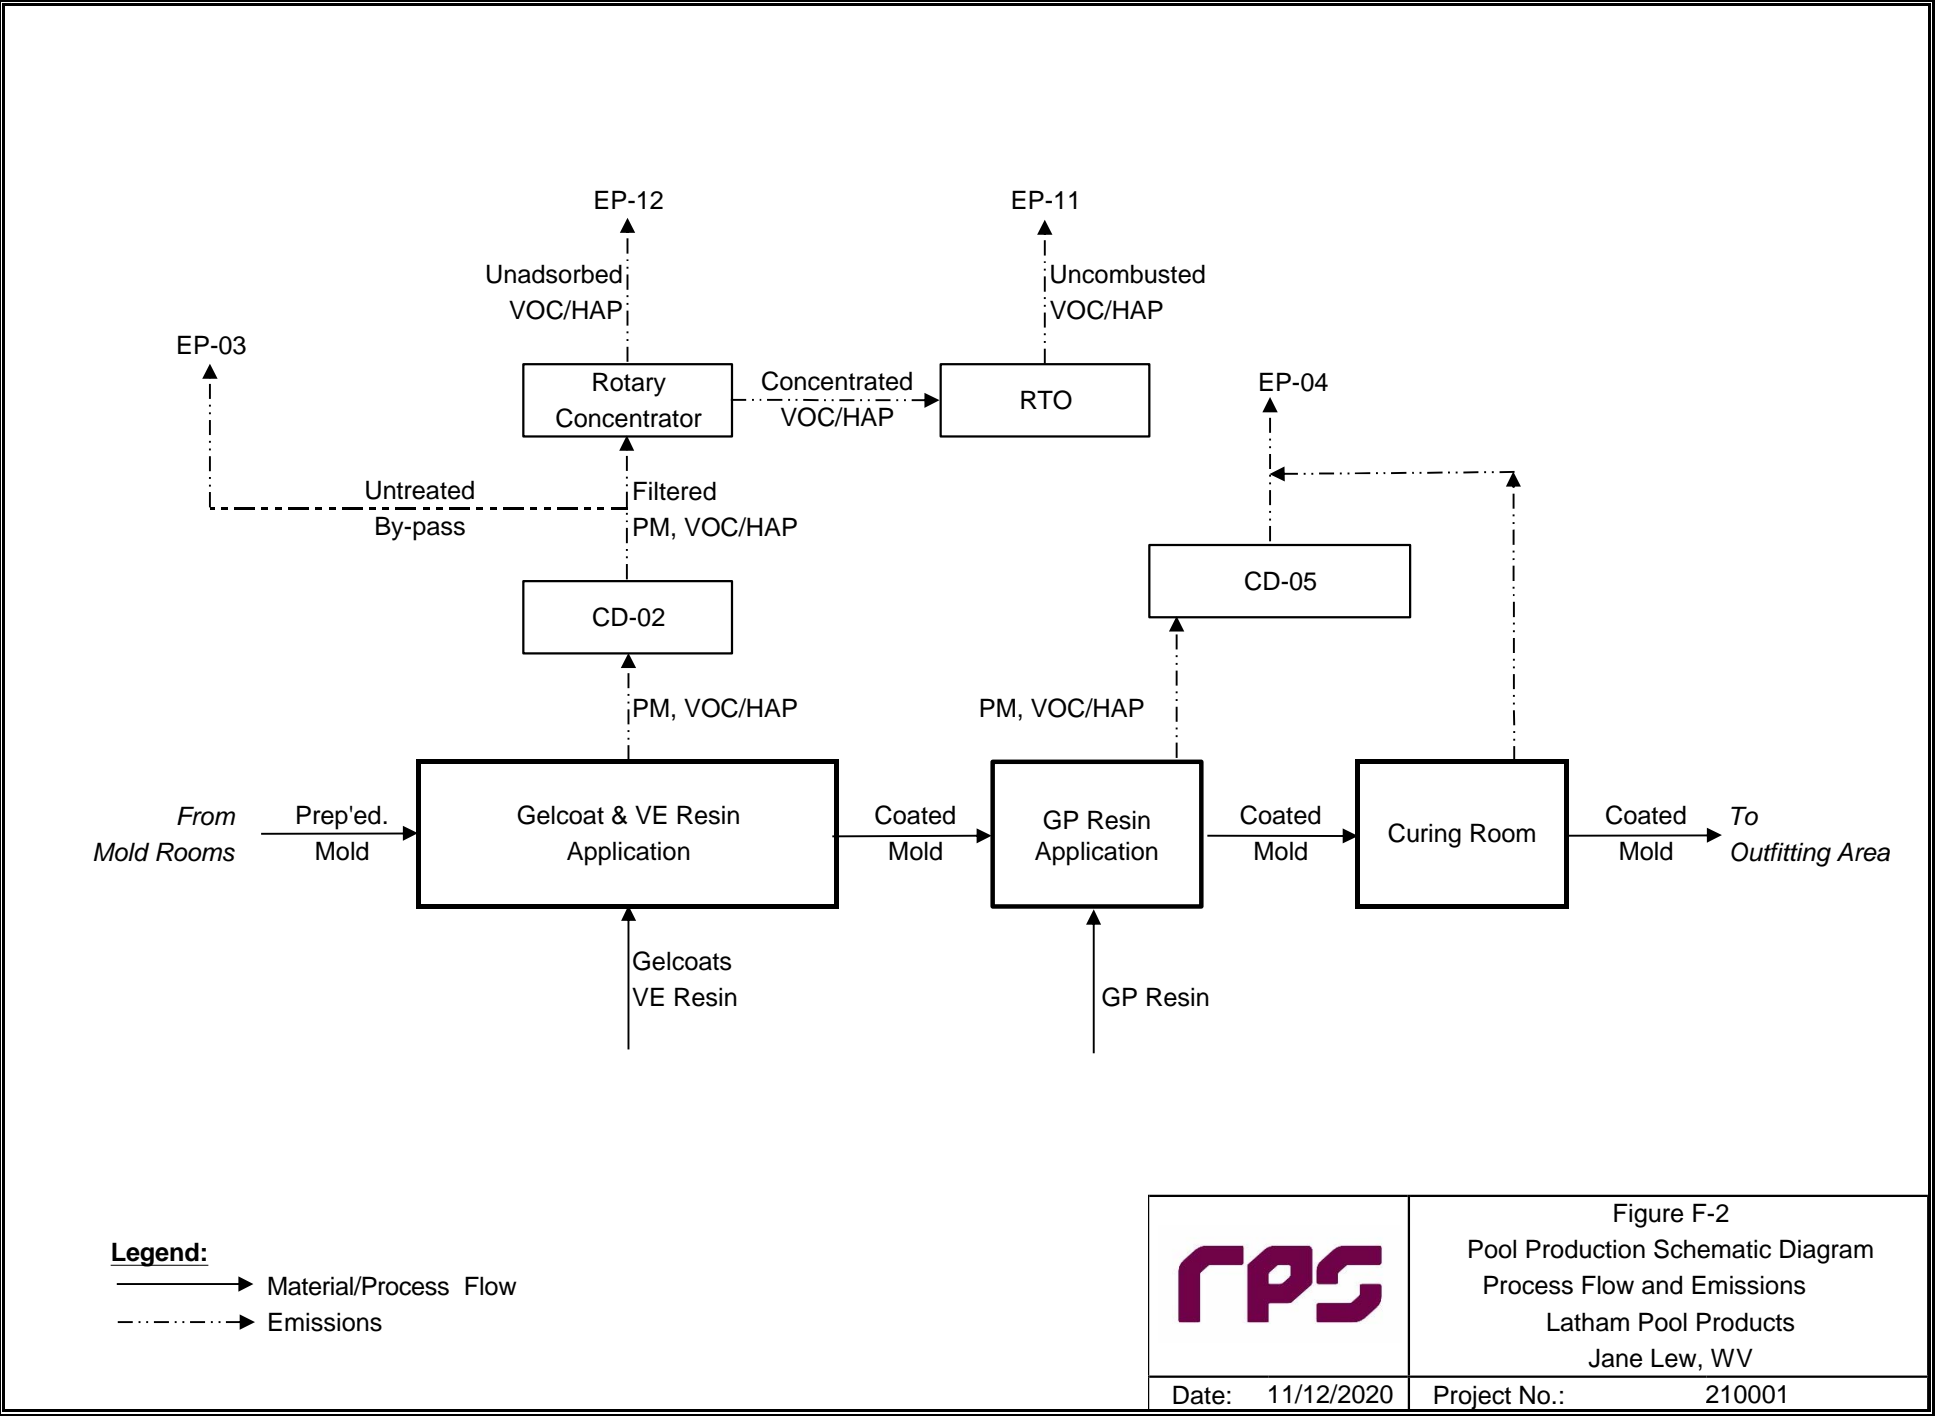 EP-12
EP-11
Unadsorbed
VOC/HAP
Uncombusted
VOC/HAP
EP-03
Rotary
Concentrator
Concentrated
VOC/HAP
RTO
EP-04
Untreated
By-pass
Filtered
PM, VOC/HAP
CD-02
CD-05
PM, VOC/HAP
PM, VOC/HAP
From
Mold Rooms
Prep'ed.
Mold
Gelcoat & VE Resin
Application
Coated
Mold
GP Resin
Application
Coated
Mold
Curing Room
Coated
Mold
To
Outfitting Area
Gelcoats
VE Resin
GP Resin
Legend:
Material/Process Flow
Emissions
rps
Figure F-2
Pool Production Schematic Diagram
Process Flow and Emissions
Latham Pool Products
Jane Lew, WV
Date: 11/12/2020
Project No.: 210001